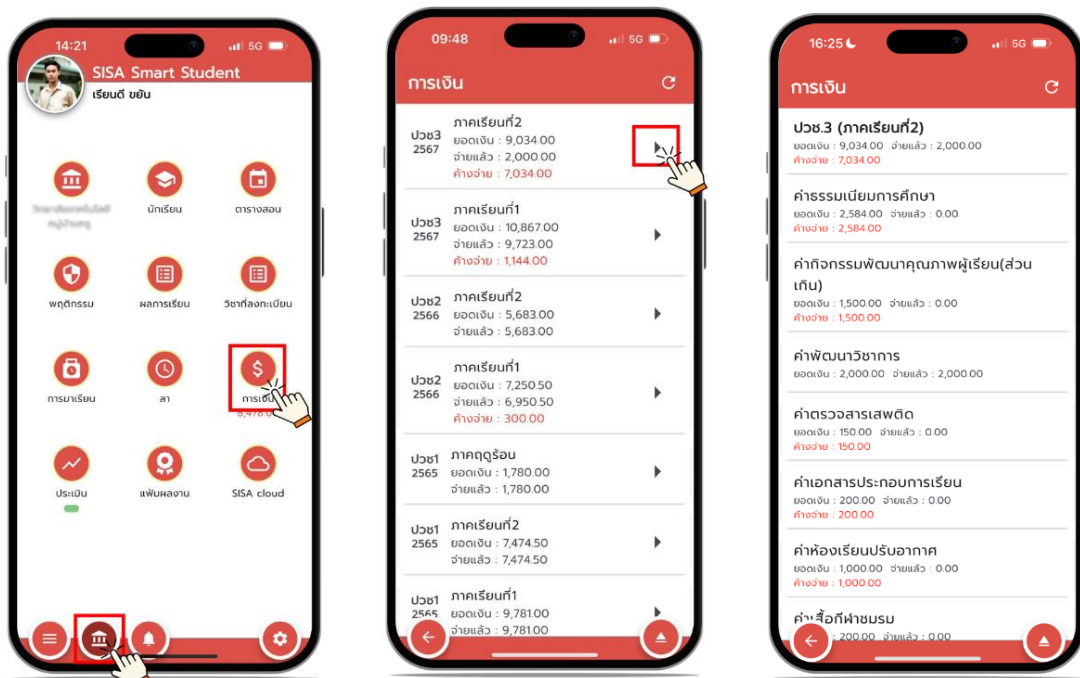 14:21
5G
SISA Smart Student
เรียนดี ขยัน
นักเรียน
ตารางสอน
พฤติกรรม
ผลการเรียน
วิชาที่ลงทะเบียน
การมาเรียน
ลา
การเงิน
ประเมิน
แฟ้มผลงาน
SISA cloud
09:48
5G
การเงิน
ปวช3
2567
ภาคเรียนที่2
ยอดเงิน : 9,034.00
จ่ายแล้ว : 2,000.00
ค้างจ่าย : 7,034.00
ปวช3
2567
ภาคเรียนที่1
ยอดเงิน : 10,867.00
จ่ายแล้ว : 9,723.00
ค้างจ่าย : 1,144.00
ปวช2
2566
ภาคเรียนที่2
ยอดเงิน : 5,683.00
จ่ายแล้ว : 5,683.00
ปวช2
2566
ภาคเรียนที่1
ยอดเงิน : 7,250.50
จ่ายแล้ว : 6,950.50
ค้างจ่าย : 300.00
ปวช1
2565
ภาคฤดูร้อน
ยอดเงิน : 1,780.00
จ่ายแล้ว : 1,780.00
ปวช1
2565
ภาคเรียนที่2
ยอดเงิน : 7,474.50
จ่ายแล้ว : 7,474.50
ปวช1
2565
ภาคเรียนที่1
ยอดเงิน : 9,781.00
จ่ายแล้ว : 9,781.00
16:25
5G
การเงิน
ปวช.3 (ภาคเรียนที่2)
ยอดเงิน : 9,034.00 จ่ายแล้ว : 2,000.00
ค้างจ่าย : 7,034.00
ค่าธรรมเนียมการศึกษา
ยอดเงิน : 2,584.00 จ่ายแล้ว : 0.00
ค้างจ่าย : 2,584.00
ค่ากิจกรรมพัฒนาคุณภาพผู้เรียน(ส่วน
เกิน)
ยอดเงิน : 1,500.00 จ่ายแล้ว : 0.00
ค้างจ่าย : 1,500.00
ค่าพัฒนาวิชาการ
ยอดเงิน : 2,000.00 จ่ายแล้ว : 2,000.00
ค่าตรวจสารเสพติด
ยอดเงิน : 150.00 จ่ายแล้ว : 0.00
ค้างจ่าย : 150.00
ค่าเอกสารประกอบการเรียน
ยอดเงิน : 200.00 จ่ายแล้ว : 0.00
ค้างจ่าย : 200.00
ค่าห้องเรียนปรับอากาศ
ยอดเงิน : 1,000.00 จ่ายแล้ว : 0.00
ค้างจ่าย : 1,000.00
ค่าเสื้อกีฬาชมรม
: 200.00 จ่ายแล้ว : 0.00